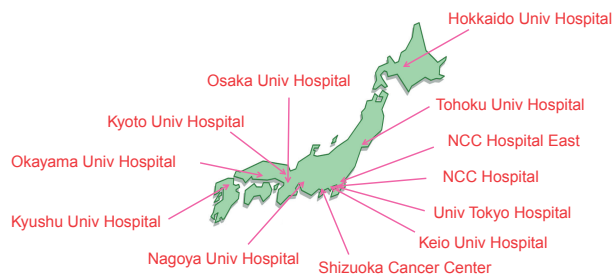 Hokkaido Univ Hospital
Osaka Univ Hospital
Tohoku Univ Hospital
Kyoto Univ Hospital
NCC Hospital East
Okayama Univ Hospital
NCC Hospital
Kyushu Univ Hospital
Univ Tokyo Hospital
Keio Univ Hospital
Nagoya Univ Hospital
Shizuoka Cancer Center